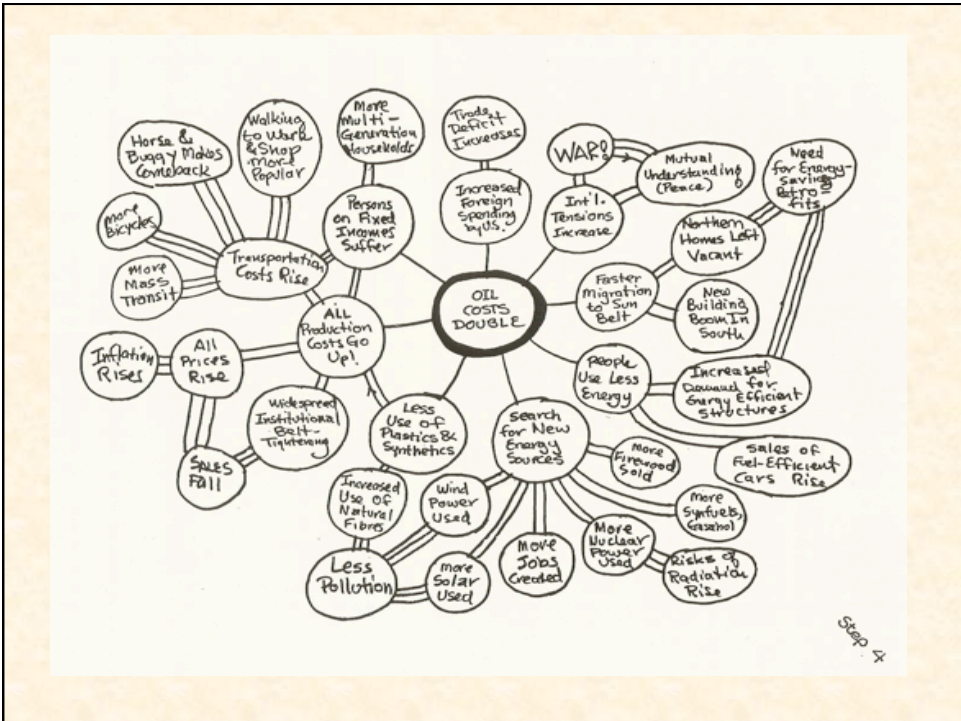 OIL
COSTS
DOUBLE
Trade
Deficit
Increases
Increased
Foreign
Spending
by U.S.
WAR?
Mutual
Understanding
(Peace)
Int'l.
Tensions
Increase
Need
for Energy-
Saving
Retro-
fits
Northern
Homes Left
Vacant
Faster
Migration
to Sun
Belt
New
Building
Boom In
South
People
Use Less
Energy
Increased
Demand for
Energy Efficient
Structures
Sales of
Fuel-Efficient
Cars Rise
Search
for New
Energy
Sources
More
Firewood
Sold
More
Synfuels,
Gasahol
More
Nuclear
Power
Used
Risks of
Radiation
Rise
More
Jobs
Created
More
Solar
Used
Wind
Power
Used
Less
Pollution
Increased
Use of
Natural
Fibres
Less
Use of
Plastics &
Synthetics
ALL
Production
Costs Go
Up!
Widespread
Institutional
Belt-
Tightening
SALES
FALL
All
Prices
Rise
Inflation
Rises
Transportation
Costs Rise
More
Mass
Transit
More
Bicycles
Horse &
Buggy Makes
Comeback
Walking
to Work
& Shop
More
Popular
Persons
on Fixed
Incomes
Suffer
More
Multi-
Generation
Households
Step 4